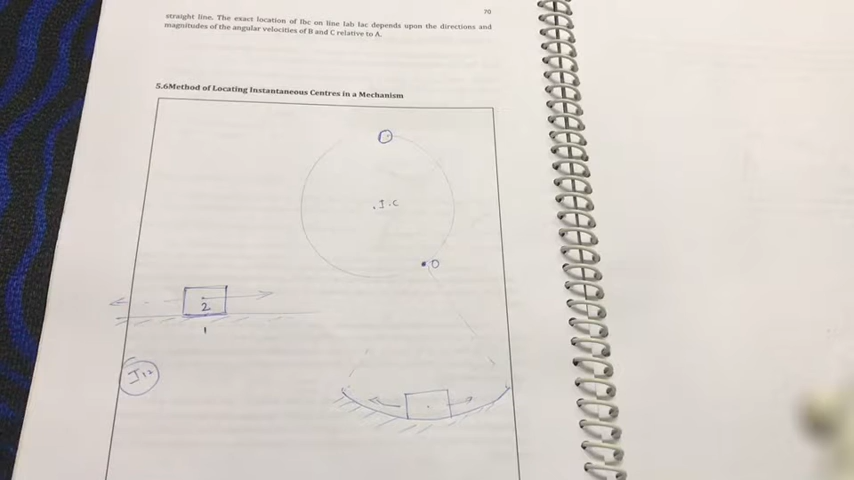 70
straight line. The exact location of Ibc on line Iab Iac depends upon the directions and
magnitudes of the angular velocities of B and C relative to A.
5.6Method of Locating Instantaneous Centres in a Mechanism
.I.C
O
2
1
I12